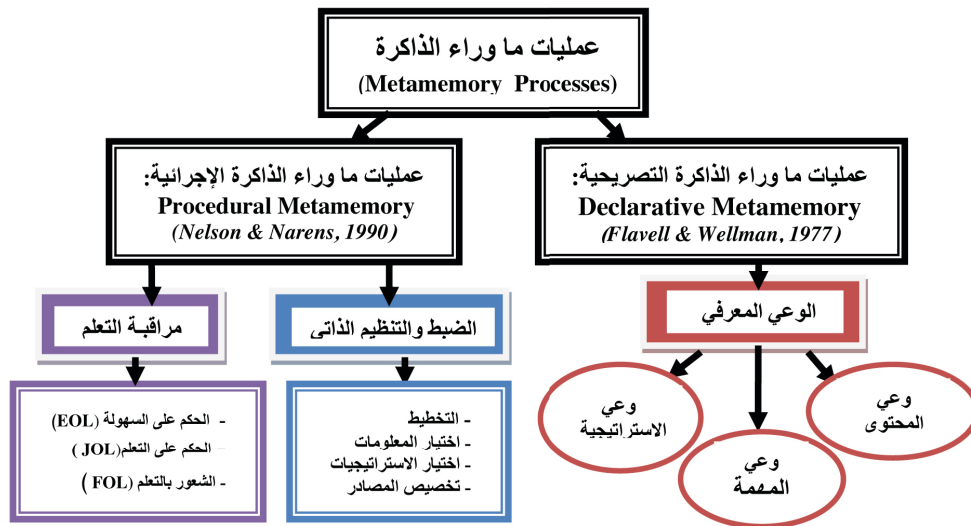 عمليات ما وراء الذاكرة
(Metamemory Processes)
عمليات ما وراء الذاكرة التصريحية:
Declarative Metamemory
(Flavell & Wellman, 1977)
عمليات ما وراء الذاكرة الإجرائية:
Procedural Metamemory
(Nelson & Narens, 1990)
الوعي المعرفي
الضبط والتنظيم الذاتي
مراقبة التعلم
وعي
المحتوى
وعي
المهمة
وعي
الاستراتيجية
- التخطيط
- اختيار المعلومات
- اختيار الاستراتيجيات
- تخصيص المصادر
- الحكم على السهولة (EOL)
- الحكم على التعلم(JOL )
- الشعور بالتعلم (FOL )